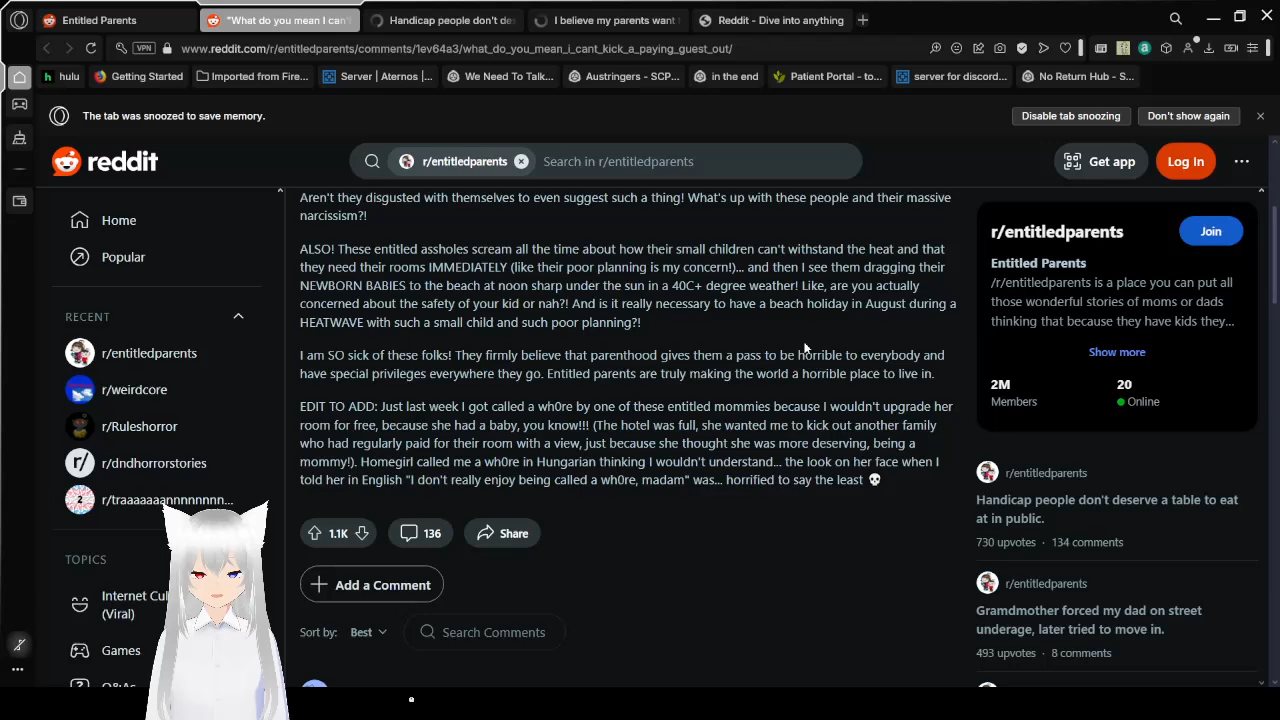 Entitled Parents
"What do you mean I can'
Handicap people don't des
I believe my parents want t
Reddit - Dive into anything
VPN
www.reddit.com/r/entitledparents/comments/1ev64a3/what_do_you_mean_i_cant_kick_a_paying_guest_out/
hulu
Getting Started
Imported from Fire...
Server | Aternos |...
We Need To Talk...
Austringers - SCP...
in the end
Patient Portal - to...
server for discord...
No Return Hub - S...
The tab was snoozed to save memory.
Disable tab snoozing
Don't show again
reddit
r/entitledparents
Search in r/entitledparents
Get app
Log In
Home
Popular
RECENT
r/entitledparents
r/weirdcore
r/Ruleshorror
r/dndhorrorstories
r/traaaaaaannnnnnnn...
TOPICS
Internet Cul
(Viral)
Games
Aren't they disgusted with themselves to even suggest such a thing! What's up with these people and their massive
narcissism?!
ALSO! These entitled assholes scream all the time about how their small children can't withstand the heat and that
they need their rooms IMMEDIATELY (like their poor planning is my concern!)... and then I see them dragging their
NEWBORN BABIES to the beach at noon sharp under the sun in a 40C+ degree weather! Like, are you actually
concerned about the safety of your kid or nah?! And is it really necessary to have a beach holiday in August during a
HEATWAVE with such a small child and such poor planning?!
I am SO sick of these folks! They firmly believe that parenthood gives them a pass to be horrible to everybody and
have special privileges everywhere they go. Entitled parents are truly making the world a horrible place to live in.
EDIT TO ADD: Just last week I got called a wh0re by one of these entitled mommies because I wouldn't upgrade her
room for free, because she had a baby, you know!!! (The hotel was full, she wanted me to kick out another family
who had regularly paid for their room with a view, just because she thought she was more deserving, being a
mommy!). Homegirl called me a wh0re in Hungarian thinking I wouldn't understand... the look on her face when I
told her in English "I don't really enjoy being called a wh0re, madam" was... horrified to say the least 💀
1.1K
136
Share
Add a Comment
Sort by:
Best
Search Comments
r/entitledparents
Join
Entitled Parents
/r/entitledparents is a place you can put all
those wonderful stories of moms or dads
thinking that because they have kids they...
Show more
2M
Members
20
Online
r/entitledparents
Handicap people don't deserve a table to eat
at in public.
730 upvotes · 134 comments
r/entitledparents
Grandmother forced my dad on street
underage, later tried to move in.
493 upvotes · 8 comments